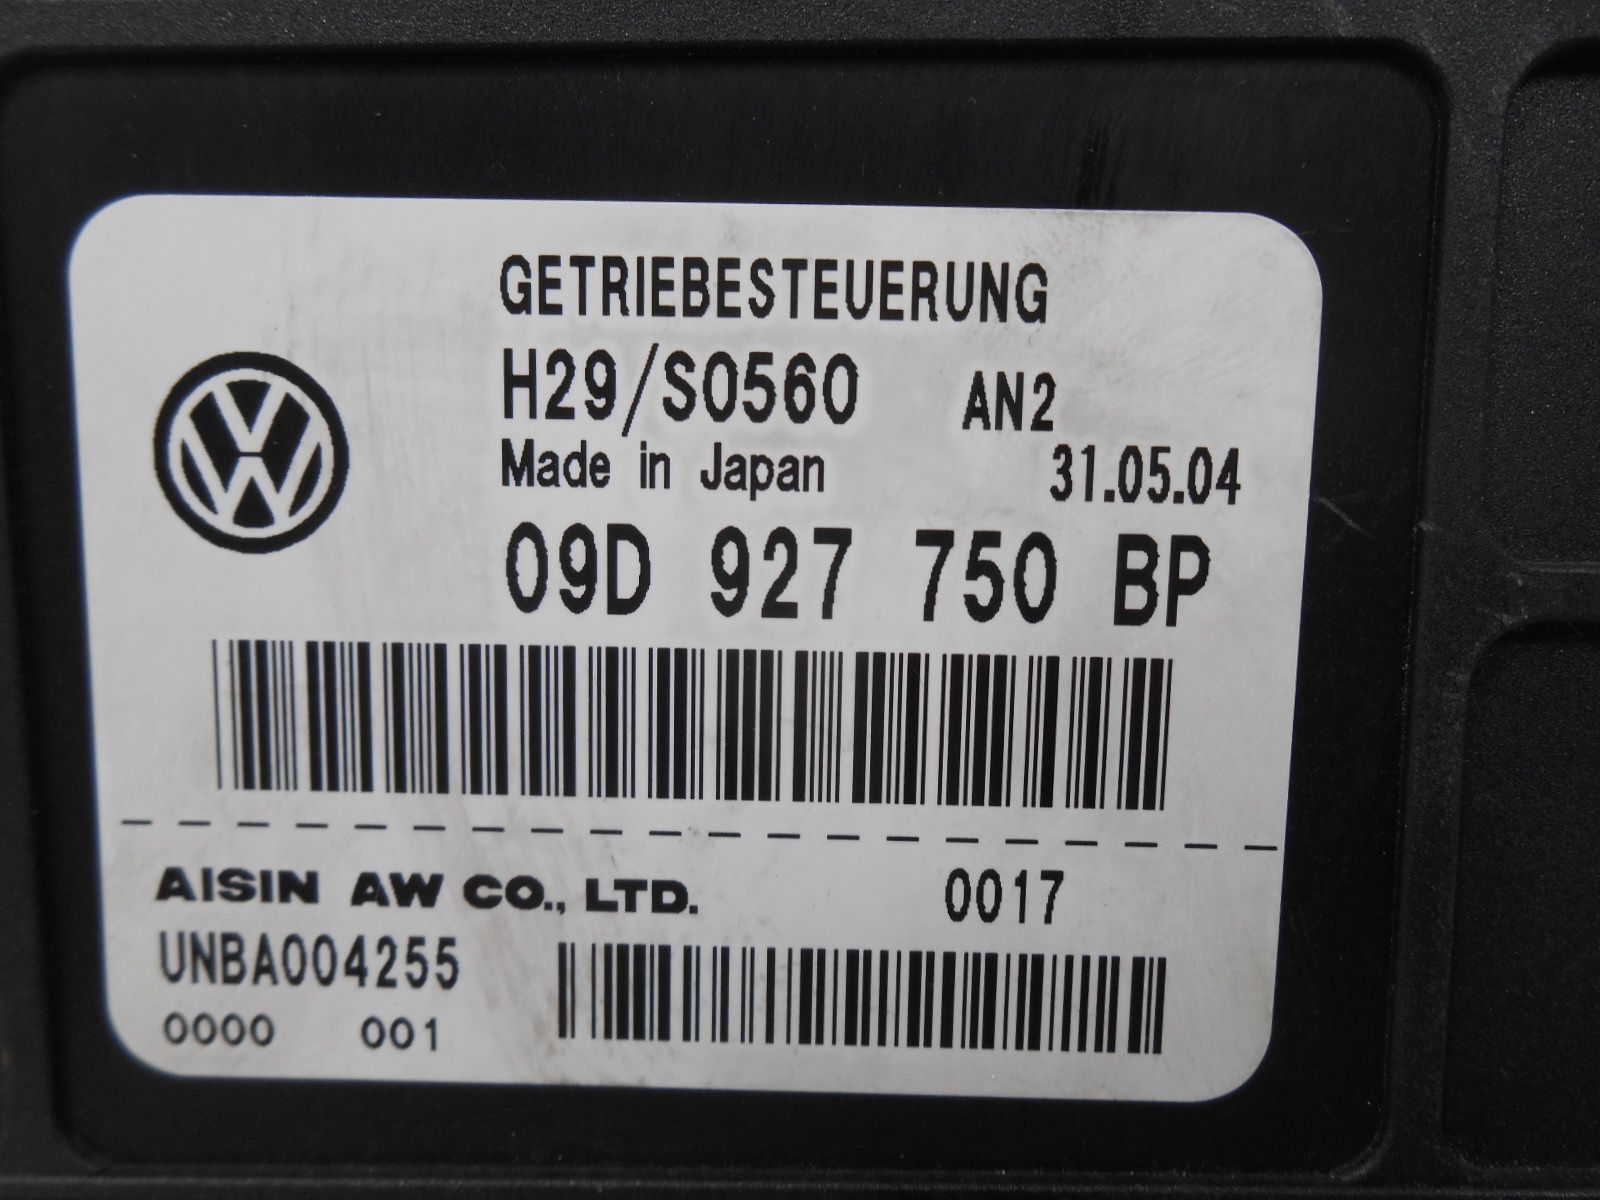 GETRIEBESTEUERUNG
H29/S0560 AN2
Made in Japan 31.05.04
09D 927 750 BP
AISIN AW CO., LTD. 0017
UNBA004255
0000 001